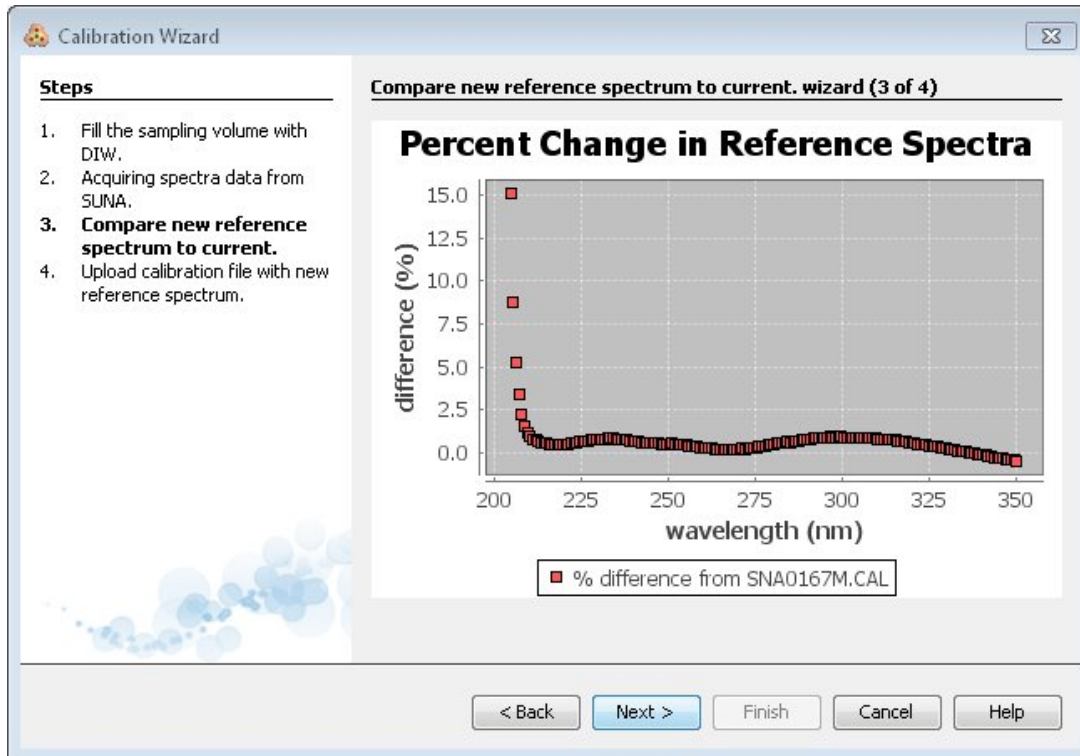 Calibration Wizard
Steps
1. Fill the sampling volume with
DIW.
2. Acquiring spectra data from
SUNA.
3. Compare new reference
spectrum to current.
4. Upload calibration file with new
reference spectrum.
Compare new reference spectrum to current. wizard (3 of 4)
Percent Change in Reference Spectra
difference (%)
15.0
12.5
10.0
7.5
5.0
2.5
0.0
200 225 250 275 300 325 350
wavelength (nm)
% difference from SNA0167M.CAL
< Back Next > Finish Cancel Help